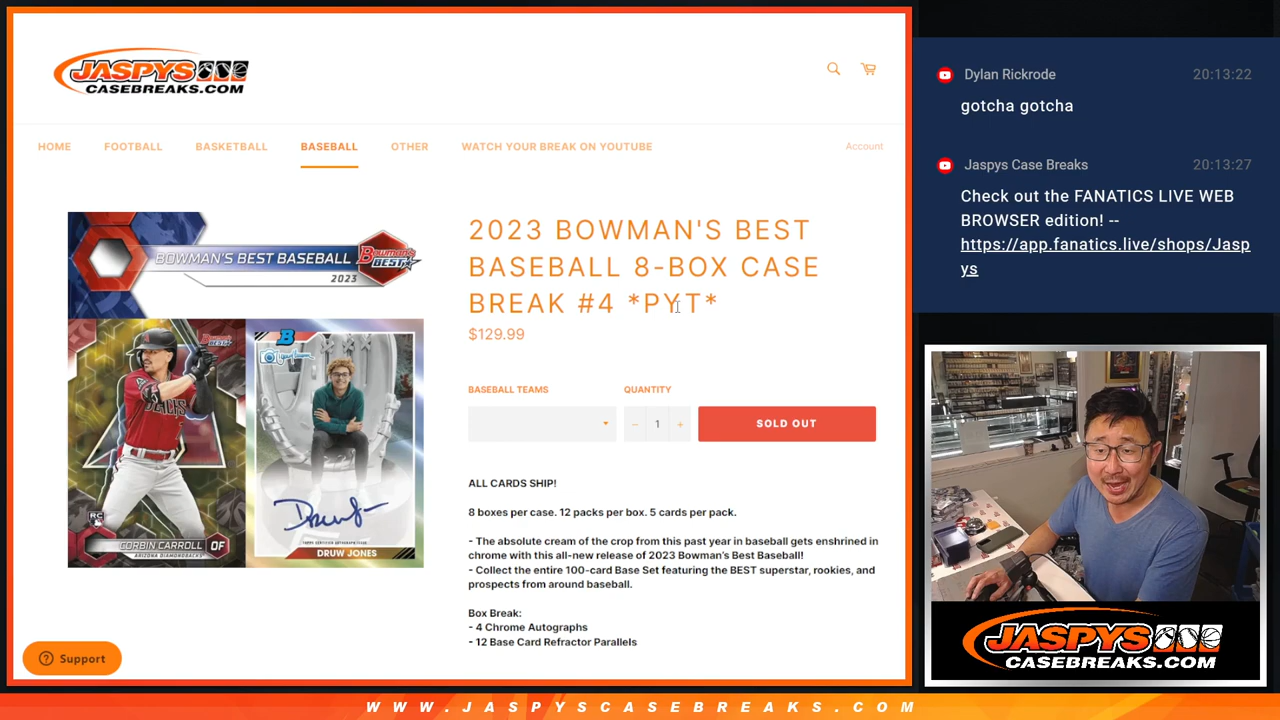 JASPYS
CASEBREAKS.COM
HOME FOOTBALL BASKETBALL BASEBALL OTHER WATCH YOUR BREAK ON YOUTUBE Account
BOWMAN'S BEST BASEBALL
2023
BOWMAN'S BEST
RC
CORBIN CARROLL OF
ARIZONA DIAMONDBACKS
B
DRUW JONES
2023 BOWMAN'S BEST
BASEBALL 8-BOX CASE
BREAK #4 *PYT*
$129.99
BASEBALL TEAMS QUANTITY
− 1 + SOLD OUT
ALL CARDS SHIP!
8 boxes per case. 12 packs per box. 5 cards per pack.
- The absolute cream of the crop from this past year in baseball gets enshrined in
chrome with this all-new release of 2023 Bowman's Best Baseball!
- Collect the entire 100-card Base Set featuring the BEST superstar, rookies, and
prospects from around baseball.
Box Break:
- 4 Chrome Autographs
- 12 Base Card Refractor Parallels
? Support
Dylan Rickrode 20:13:22
gotcha gotcha
Jaspys Case Breaks 20:13:27
Check out the FANATICS LIVE WEB
BROWSER edition! --
https://app.fanatics.live/shops/Jasp
ys
JASPYS
CASEBREAKS.COM
WWW.JASPYSCASEBREAKS.COM